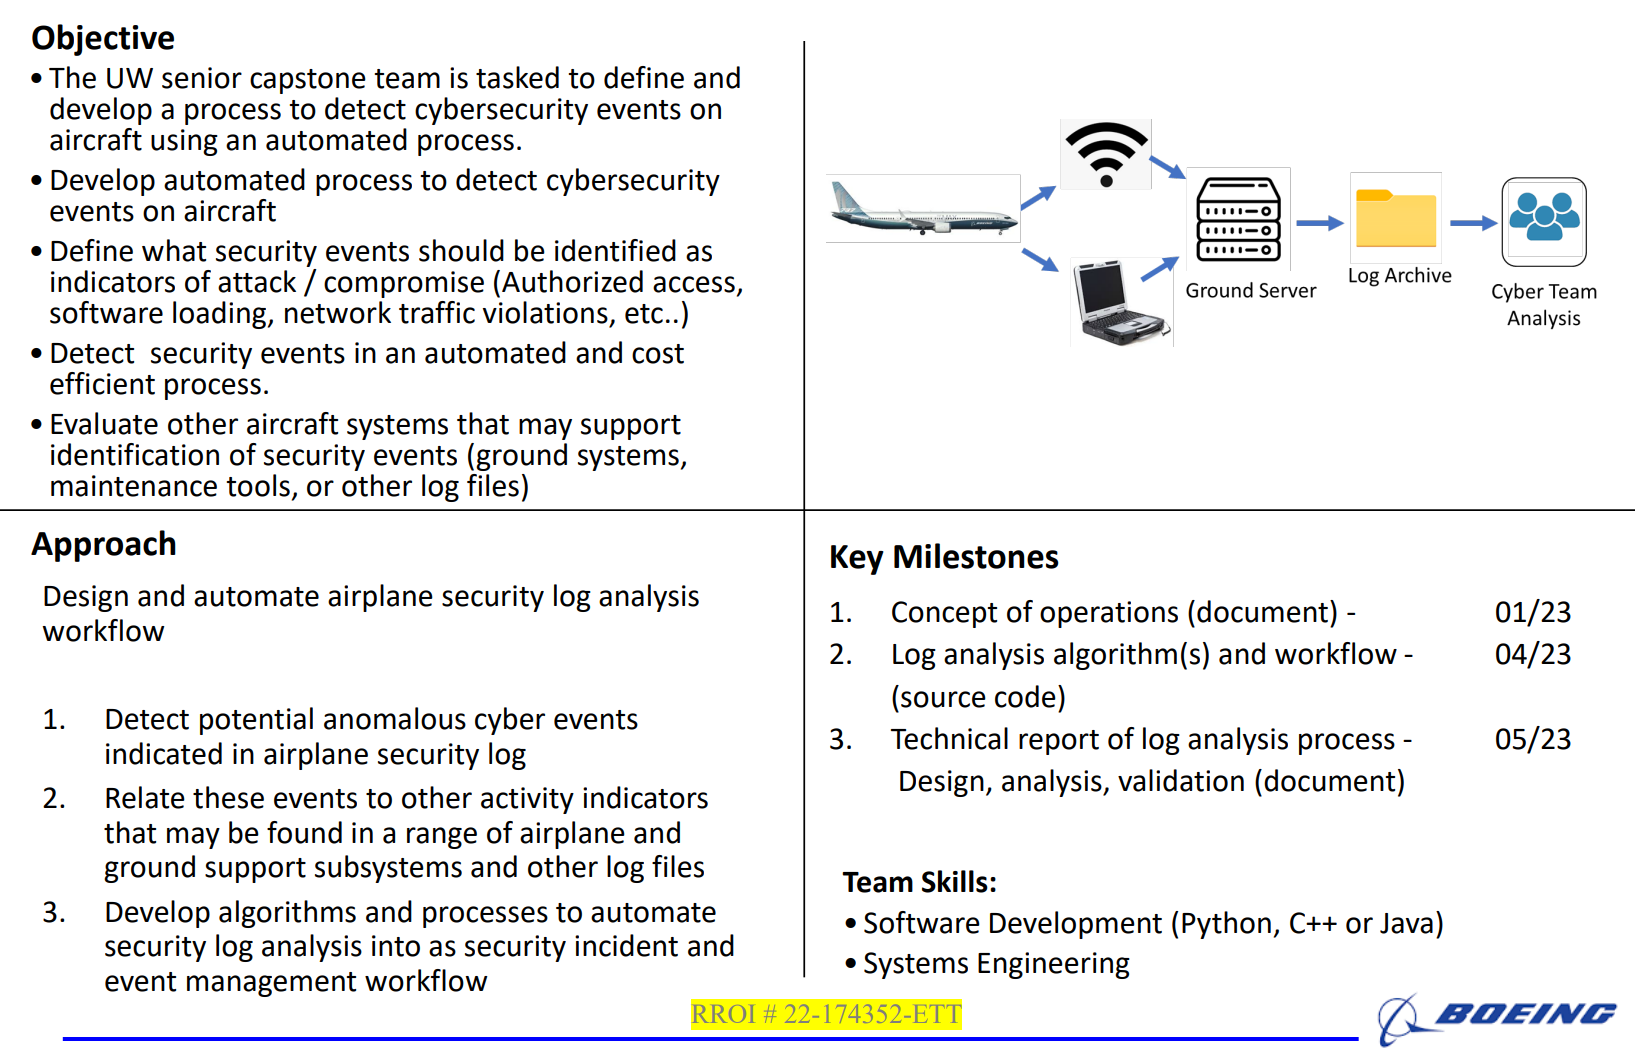 Objective
• The UW senior capstone team is tasked to define and
develop a process to detect cybersecurity events on
aircraft using an automated process.
• Develop automated process to detect cybersecurity
events on aircraft
• Define what security events should be identified as
indicators of attack / compromise (Authorized access,
software loading, network traffic violations, etc..)
• Detect  security events in an automated and cost
efficient process.
• Evaluate other aircraft systems that may support
identification of security events (ground systems,
maintenance tools, or other log files)
Ground Server
Log Archive
Cyber Team
Analysis
Approach
Design and automate airplane security log analysis
workflow
1. Detect potential anomalous cyber events
indicated in airplane security log
2. Relate these events to other activity indicators
that may be found in a range of airplane and
ground support subsystems and other log files
3. Develop algorithms and processes to automate
security log analysis into as security incident and
event management workflow
Key Milestones
1. Concept of operations (document) - 01/23
2. Log analysis algorithm(s) and workflow - 04/23
(source code)
3. Technical report of log analysis process - 05/23
Design, analysis, validation (document)
Team Skills:
• Software Development (Python, C++ or Java)
• Systems Engineering
RROI # 22-174352-ETT
BOEING